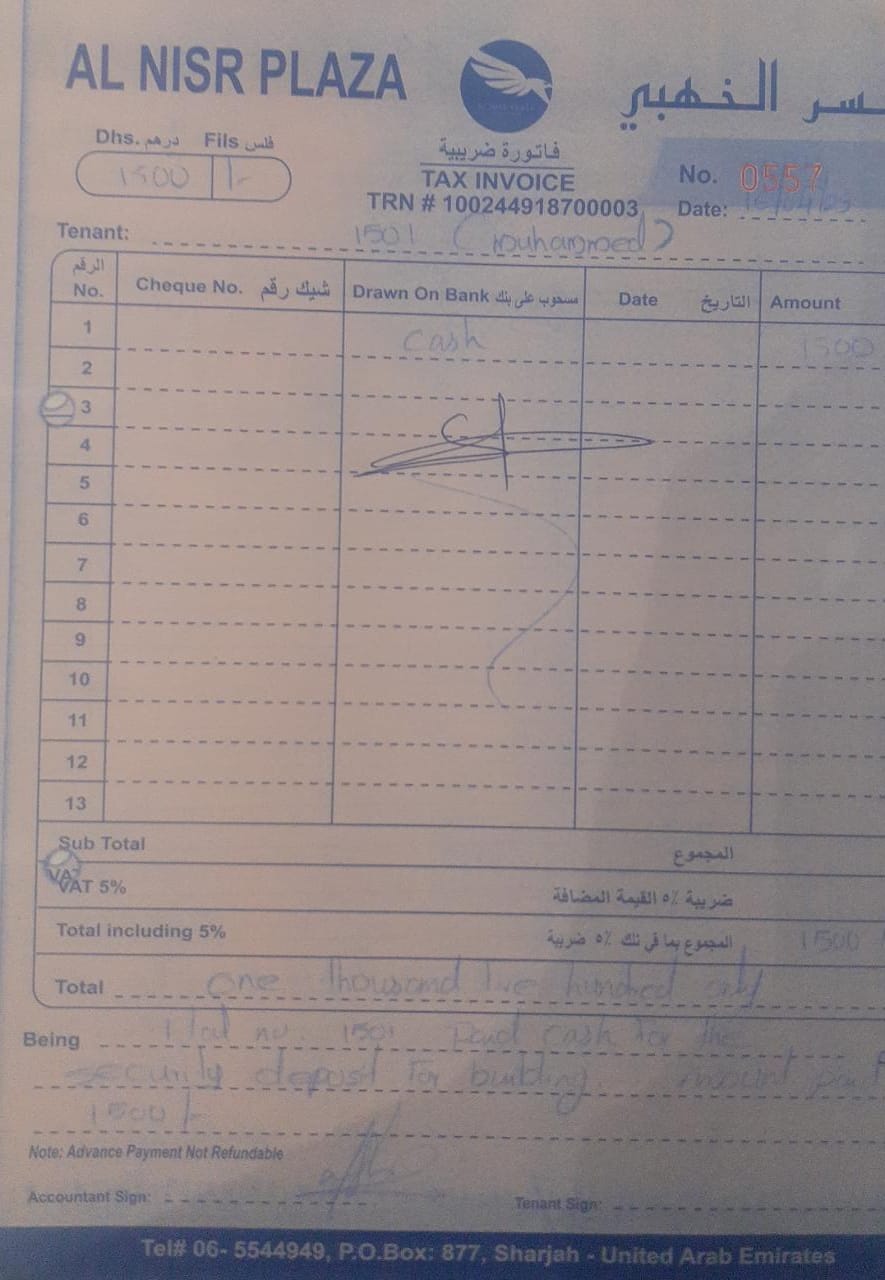 AL NISR PLAZA
سر الذهبي
Dhs. درهم Fils فلس
1500 /-
فاتورة ضريبية
TAX INVOICE
TRN # 100244918700003
No. 0557
Date:
Tenant: 1501 (Mouhammed)
الرقم No. Cheque No. شيك رقم Drawn On Bank مسحوب على بنك Date التاريخ Amount
1 Cash 1500
2
3
4
5
6
7
8
9
10
11
12
13
Sub Total المجموع
VAT 5% ضريبة ٥٪ القيمة المضافة
Total including 5% المجموع بما في تلك ٥٪ ضريبة 1500
Total One thousand five hundred only
Being Flat no. 1501 Paid cash for the
security deposit for building. Amount paid
1500/-
Note: Advance Payment Not Refundable
Accountant Sign: Tenant Sign:
Tel# 06- 5544949, P.O.Box: 877, Sharjah - United Arab Emirates